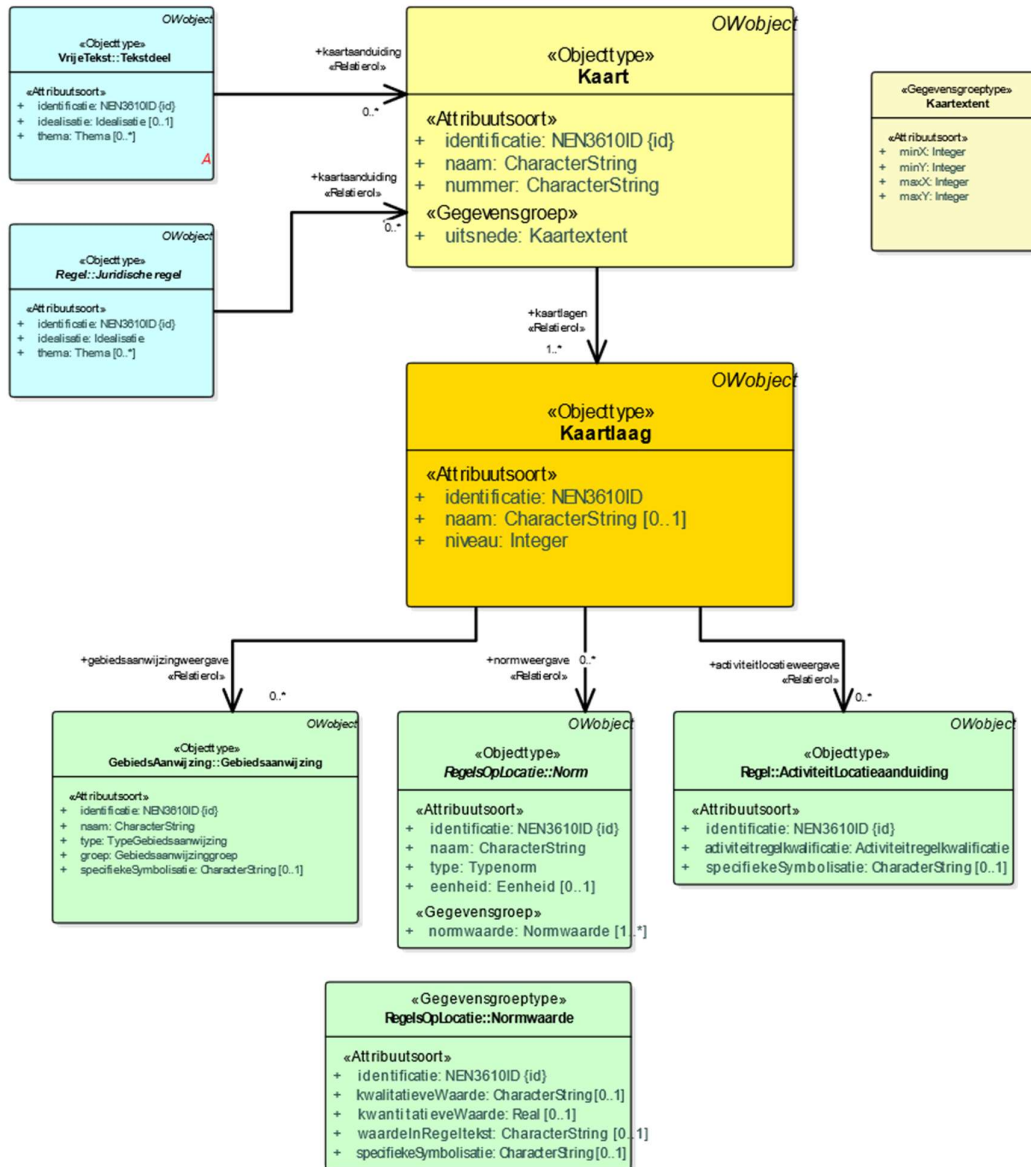 OWobject
«Objecttype»
VrijeTekst::Tekstdeel
«Attribuutsoort»
+ identificatie: NEN3610ID {id}
+ idealisatie: Idealisatie [0..1]
+ thema: Thema [0..*]
A
+kaartaanduiding
«Relatierol»
0..*
OWobject
«Objecttype»
Kaart
«Attribuutsoort»
+ identificatie: NEN3610ID {id}
+ naam: CharacterString
+ nummer: CharacterString
«Gegevensgroep»
+ uitsnede: Kaartextent
«Gegevensgroeptype»
Kaartextent
«Attribuutsoort»
+ minX: Integer
+ minY: Integer
+ maxX: Integer
+ maxY: Integer
+kaartaanduiding
«Relatierol»
0..*
OWobject
«Objecttype»
Regel::Juridische regel
«Attribuutsoort»
+ identificatie: NEN3610ID {id}
+ idealisatie: Idealisatie
+ thema: Thema [0..*]
+kaartlagen
«Relatierol»
1..*
OWobject
«Objecttype»
Kaartlaag
«Attribuutsoort»
+ identificatie: NEN3610ID
+ naam: CharacterString [0..1]
+ niveau: Integer
+gebiedsaanwijzingweergave
«Relatierol»
0..*
+normweergave 0..*
«Relatierol»
+activiteitlocatieweergave
«Relatierol»
0..*
OWobject
«Objecttype»
GebiedsAanwijzing::Gebiedsaanwijzing
«Attribuutsoort»
+ identificatie: NEN3610ID {id}
+ naam: CharacterString
+ type: TypeGebiedsaanwijzing
+ groep: Gebiedsaanwijzinggroep
+ specifiekeSymbolisatie: CharacterString [0..1]
OWobject
«Objecttype»
RegelsOpLocatie::Norm
«Attribuutsoort»
+ identificatie: NEN3610ID {id}
+ naam: CharacterString
+ type: Typenorm
+ eenheid: Eenheid [0..1]
«Gegevensgroep»
+ normwaarde: Normwaarde [1..*]
OWobject
«Objecttype»
Regel::ActiviteitLocatieaanduiding
«Attribuutsoort»
+ identificatie: NEN3610ID {id}
+ activiteitregelkwalificatie: Activiteitregelkwalificatie
+ specifiekeSymbolisatie: CharacterString [0..1]
«Gegevensgroeptype»
RegelsOpLocatie::Normwaarde
«Attribuutsoort»
+ identificatie: NEN3610ID {id}
+ kwalitatieveWaarde: CharacterString [0..1]
+ kwantitatieveWaarde: Real [0..1]
+ waardeInRegeltekst: CharacterString [0..1]
+ specifiekeSymbolisatie: CharacterString [0..1]